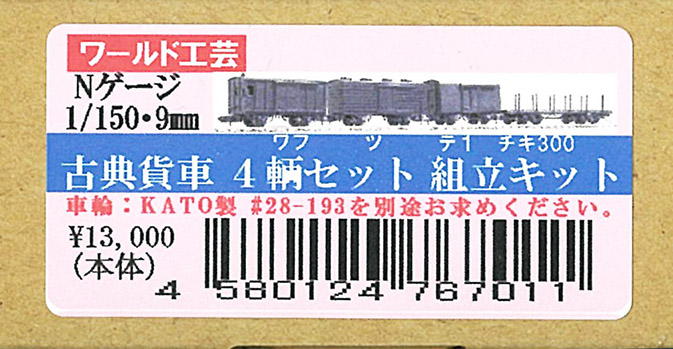 ワールド工芸
Nゲージ
1/150・9mm
ワフ ツ テ1 チキ300
古典貨車 4輌セット 組立キット
車輪：KATO製 #28-193を別途お求めください。
¥13,000
(本体)
4 580124 767011